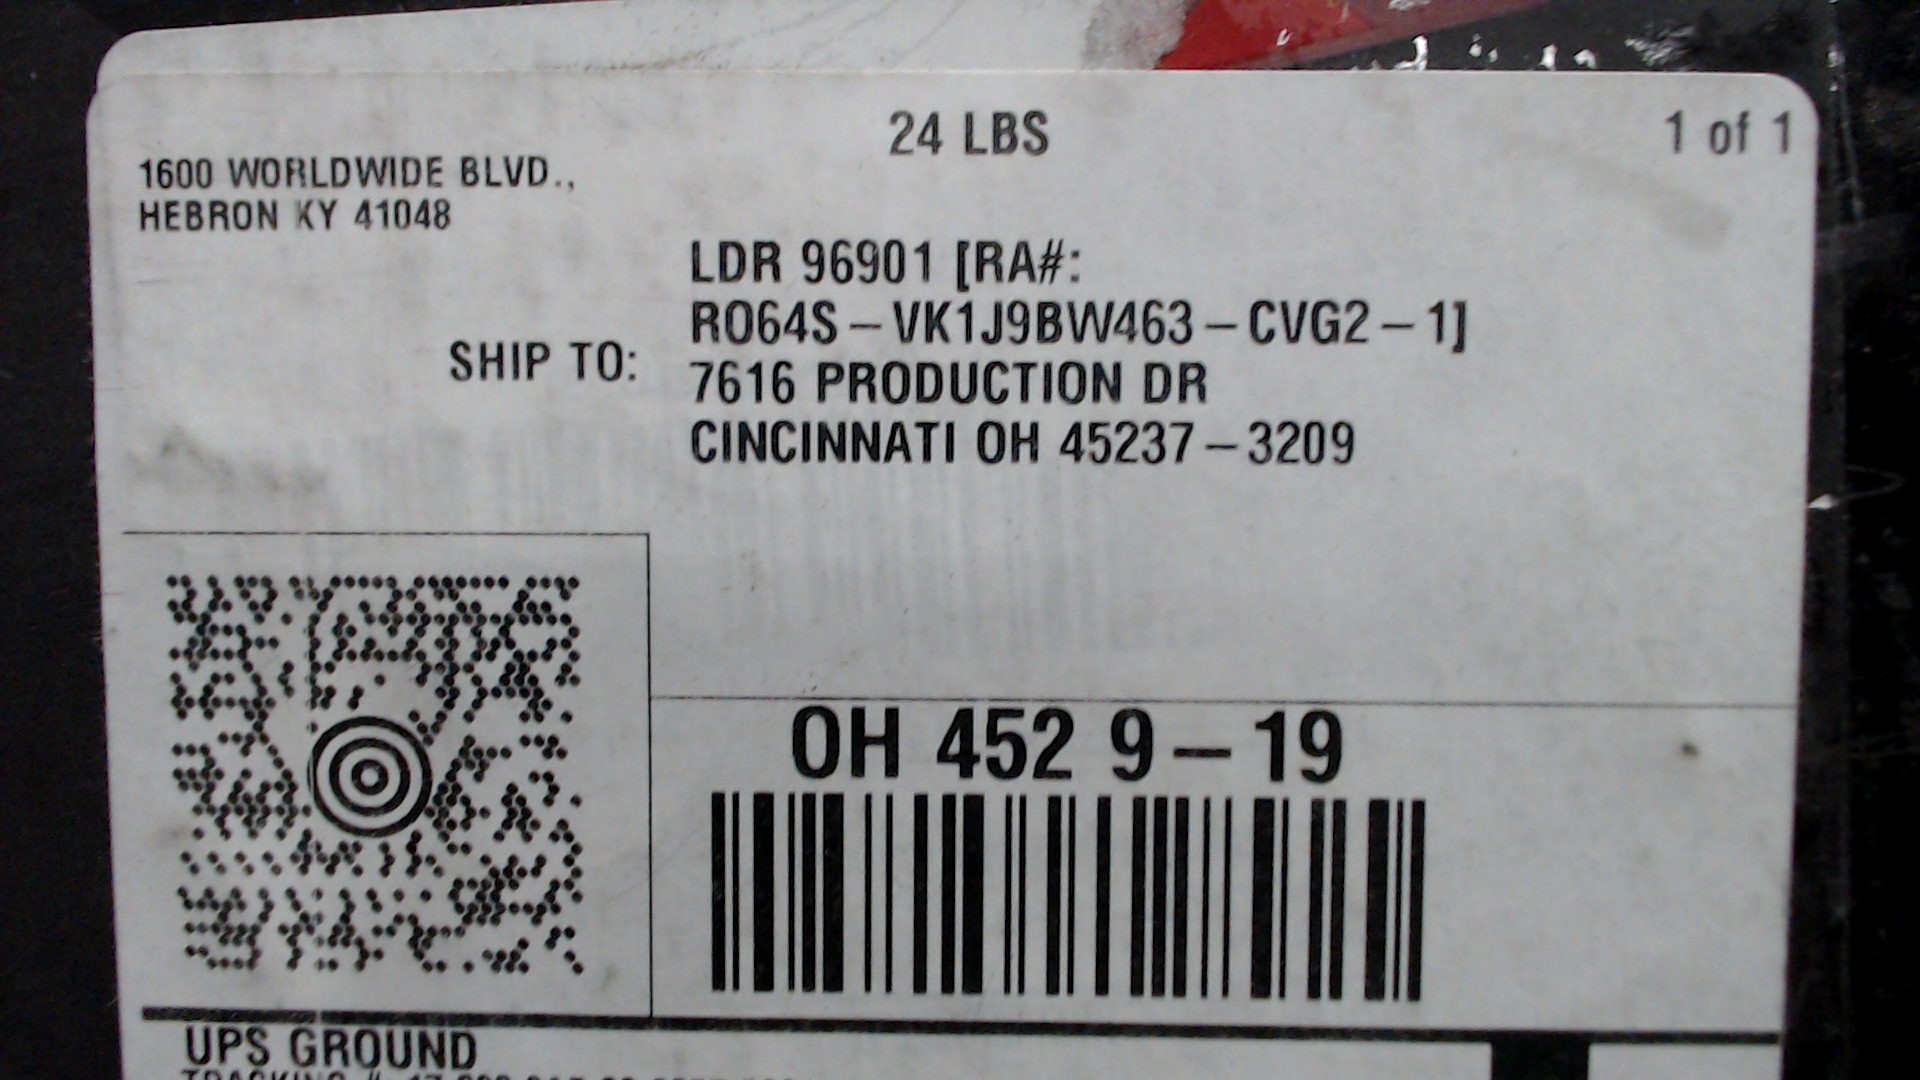 24 LBS
1 of 1
1600 WORLDWIDE BLVD.,
HEBRON KY 41048
LDR 96901 [RA#:
RO64S-VK1J9BW463-CVG2-1]
SHIP TO:
7616 PRODUCTION DR
CINCINNATI OH 45237-3209
OH 452 9-19
UPS GROUND